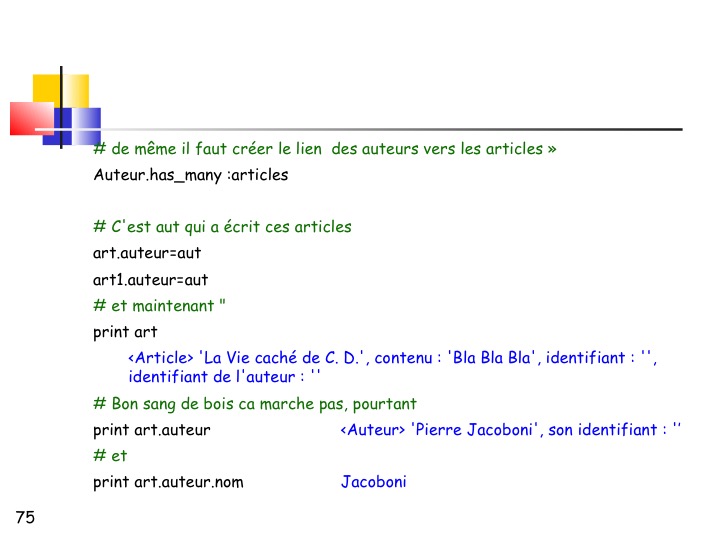 # de même il faut créer le lien  des auteurs vers les articles »
Auteur.has_many :articles
# C'est aut qui a écrit ces articles
art.auteur=aut
art1.auteur=aut
# et maintenant "
print art
<Article> 'La Vie caché de C. D.', contenu : 'Bla Bla Bla', identifiant : '',
identifiant de l'auteur : ''
# Bon sang de bois ca marche pas, pourtant
print art.auteur <Auteur> 'Pierre Jacoboni', son identifiant : ''
# et
print art.auteur.nom Jacoboni
75